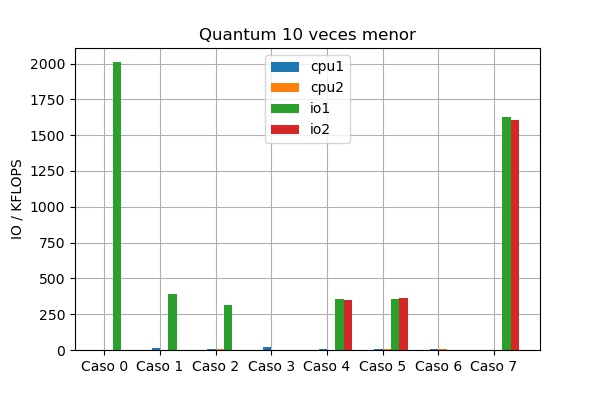 Quantum 10 veces menor
IO / KFLOPS
2000
1750
1500
1250
1000
750
500
250
0
cpu1
cpu2
io1
io2
Caso 0 Caso 1 Caso 2 Caso 3 Caso 4 Caso 5 Caso 6 Caso 7